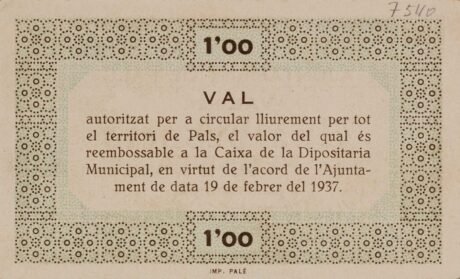 7540
1'00
VAL
autoritzat per a circular lliurement per tot
el territori de Pals, el valor del qual és
reembossable a la Caixa de la Dipositaria
Municipal, en virtut de l'acord de l'Ajunta-
ment de data 19 de febrer del 1937.
1'00
IMP. PALÉ